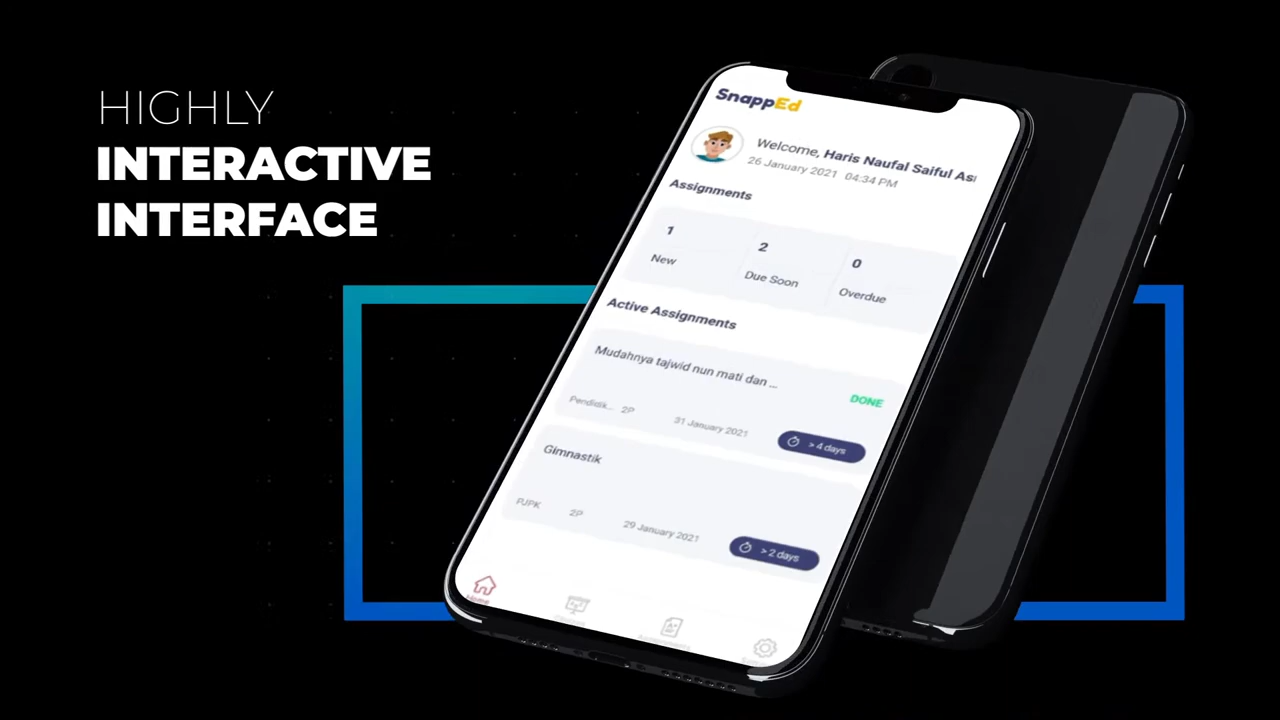 HIGHLY
INTERACTIVE
INTERFACE
SnappEd
Welcome, Haris Naufal Saiful As
26 January 2021 04:34 PM
Assignments
1
New
2
Due Soon
0
Overdue
Active Assignments
Mudahnya tajwid nun mati dan ...
DONE
Pendidik... 2P 31 January 2021 > 4 days
Gimnastik
PJPK 2P 29 January 2021 > 2 days
Home